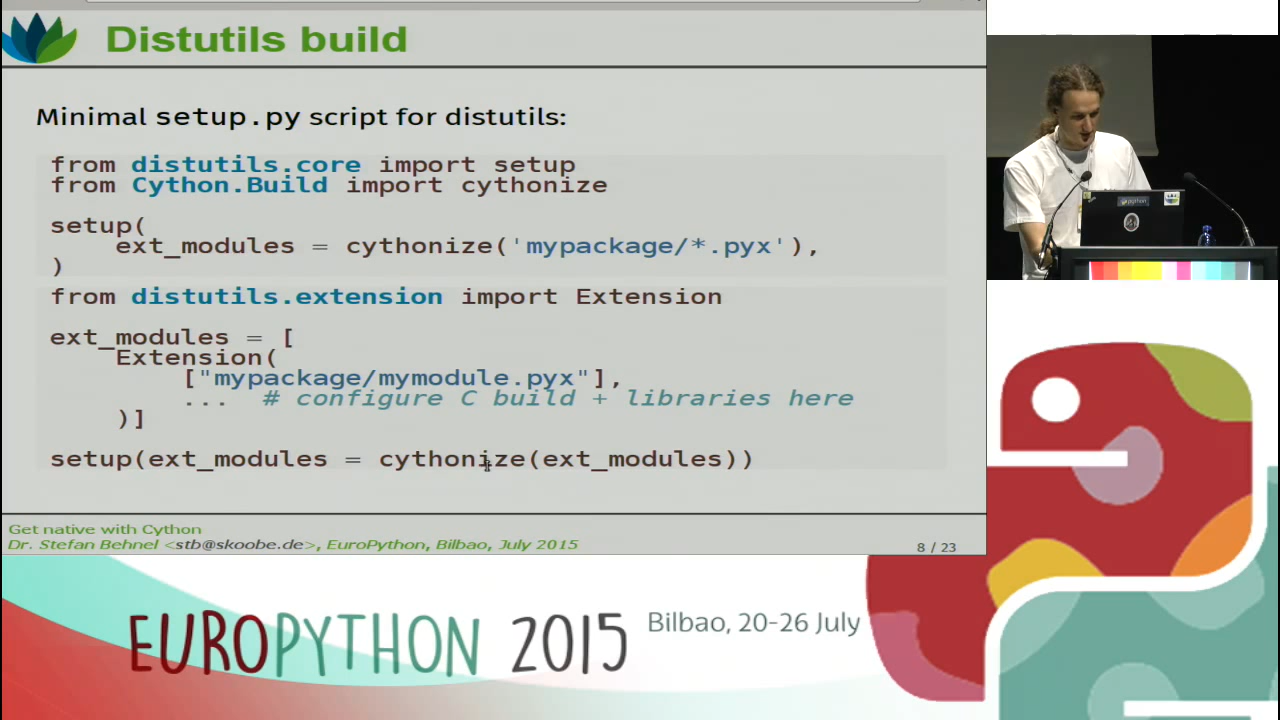 Distutils build
Minimal setup.py script for distutils:
from distutils.core import setup
from Cython.Build import cythonize
setup(
    ext_modules = cythonize('mypackage/*.pyx'),
)
from distutils.extension import Extension
ext_modules = [
    Extension(
        ["mypackage/mymodule.pyx"],
        ... # configure C build + libraries here
    )]
setup(ext_modules = cythonize(ext_modules))
Get native with Cython
Dr. Stefan Behnel <stb@skoobe.de>, EuroPython, Bilbao, July 2015
8 / 23
python
EUROPYTHON 2015
Bilbao, 20-26 July